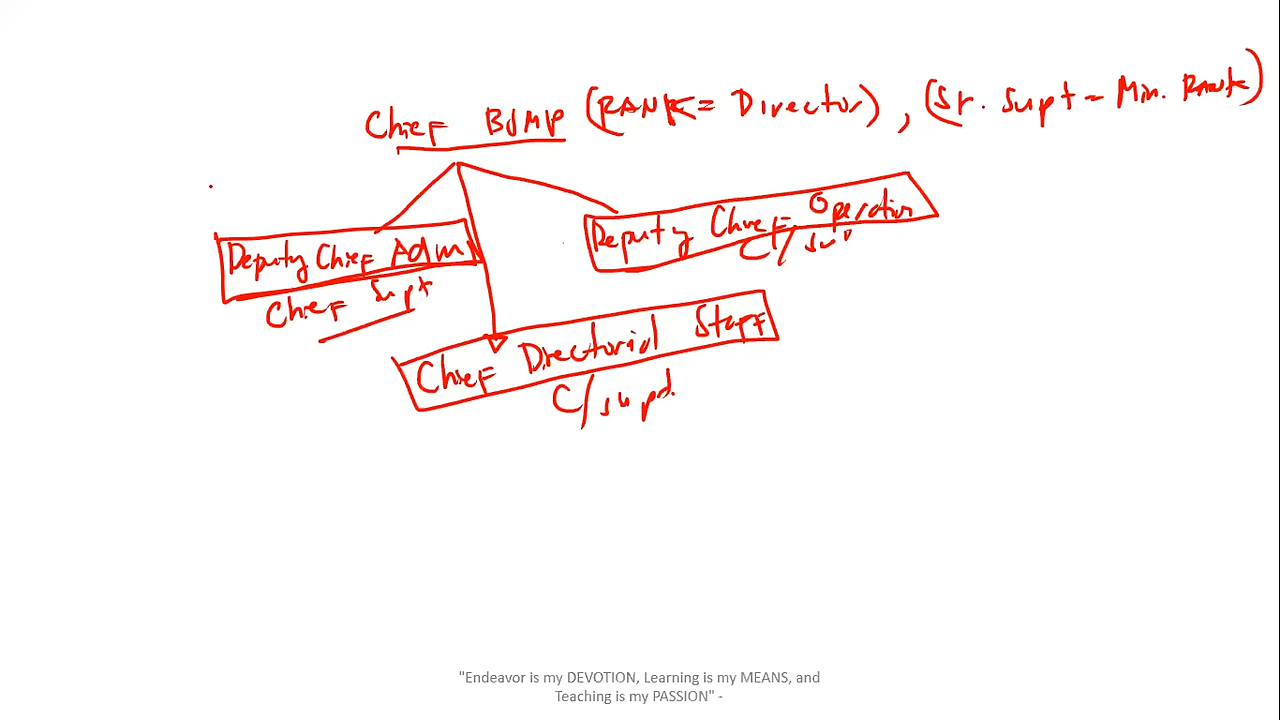 Chief BJMP (RANK = Director), (Sr. Supt - Min. Rank)
Deputy Chief Adm
Chief Supt
Deputy Chief Operation
C/Sup
Chief Directorial Staff
C/Supt.
"Endeavor is my DEVOTION, Learning is my MEANS, and
Teaching is my PASSION" -